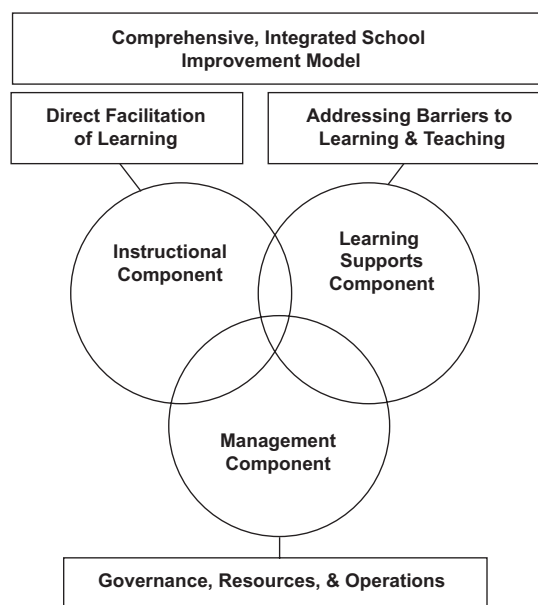 Comprehensive, Integrated School
Improvement Model
Direct Facilitation
of Learning
Addressing Barriers to
Learning & Teaching
Instructional
Component
Learning
Supports
Component
Management
Component
Governance, Resources, & Operations